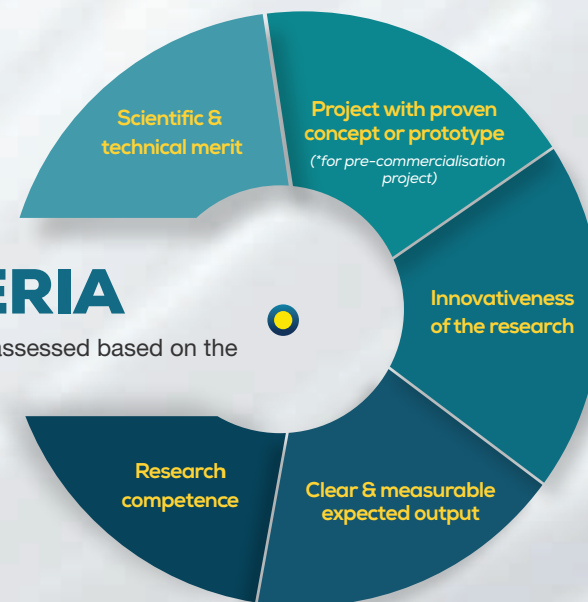 Scientific &
technical merit
Project with proven
concept or prototype
(*for pre-commercialisation
project)
Innovativeness
of the research
Clear & measurable
expected output
Research
competence
ERIA
assessed based on the